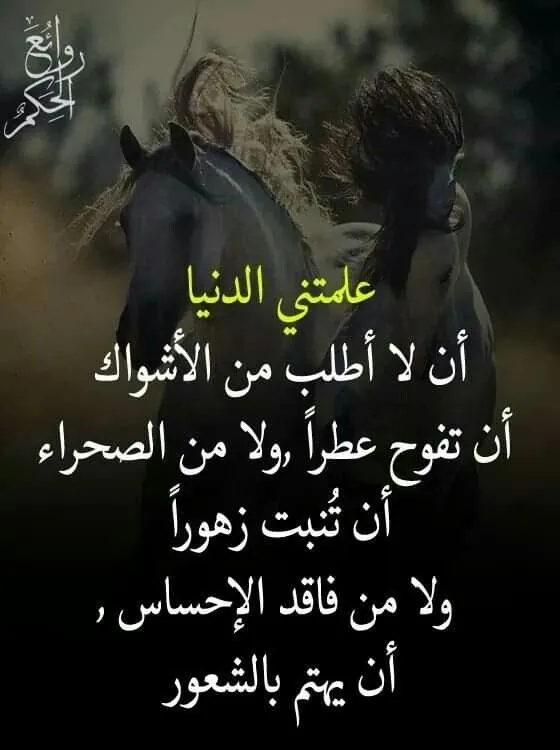 روائع
الحكم
علمتني الدنيا
أن لا أطلب من الأشواك
أن تفوح عطراً ,ولا من الصحراء
أن تُنبت زهوراً
ولا من فاقد الإحساس ,
أن يهتم بالشعور